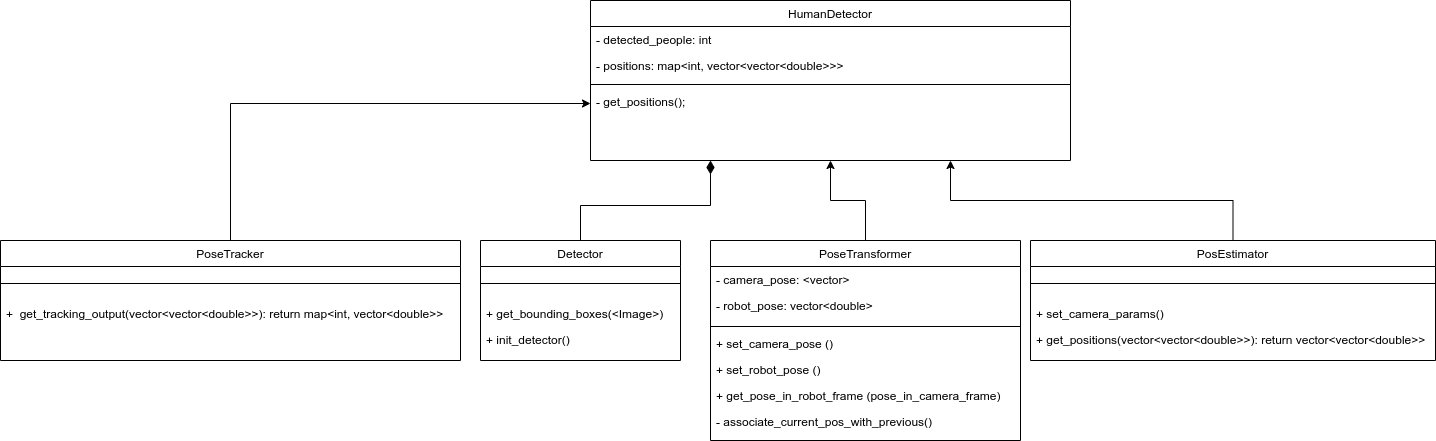 HumanDetector
- detected_people: int
- positions: map<int, vector<vector<double>>>
- get_positions();
PoseTracker
+ get_tracking_output(vector<vector<double>>): return map<int, vector<double>>
Detector
+ get_bounding_boxes(<Image>)
+ init_detector()
PoseTransformer
- camera_pose: <vector>
- robot_pose: vector<double>
+ set_camera_pose ()
+ set_robot_pose ()
+ get_pose_in_robot_frame (pose_in_camera_frame)
- associate_current_pos_with_previous()
PosEstimator
+ set_camera_params()
+ get_positions(vector<vector<double>>): return vector<vector<double>>